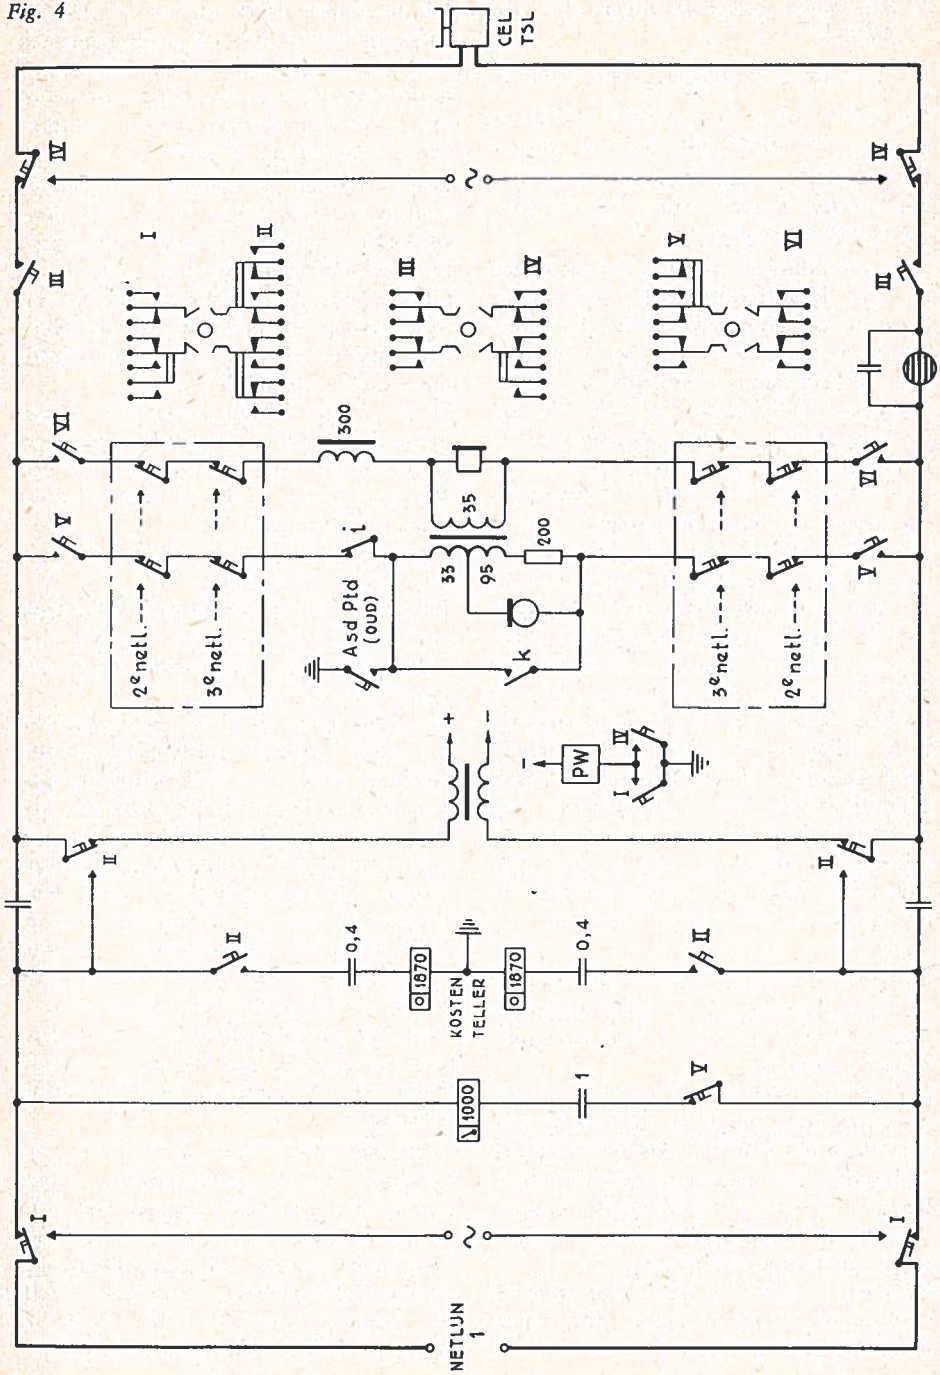 Fig. 4
CEL
TSL
IV
IV
III
III
I
II
III
IV
V
VI
VI
V
2e netl.
3e netl.
300
i
Asd Ptd
(OUD)
35
33
95
200
k
3e netl.
2e netl.
VI
V
+
−
−
PW
I
IV
II
II
II
0,4
1870
KOSTEN
TELLER
1870
0,4
II
1000
1
V
I
I
NETLIJN
1